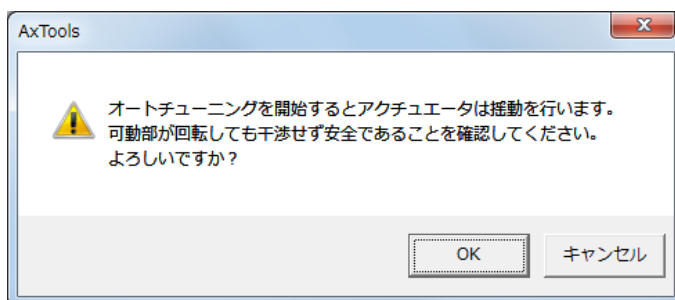 AxTools
オートチューニングを開始するとアクチュエータは揺動を行います。
可動部が回転しても干渉せず安全であることを確認してください。
よろしいですか？
OK
キャンセル